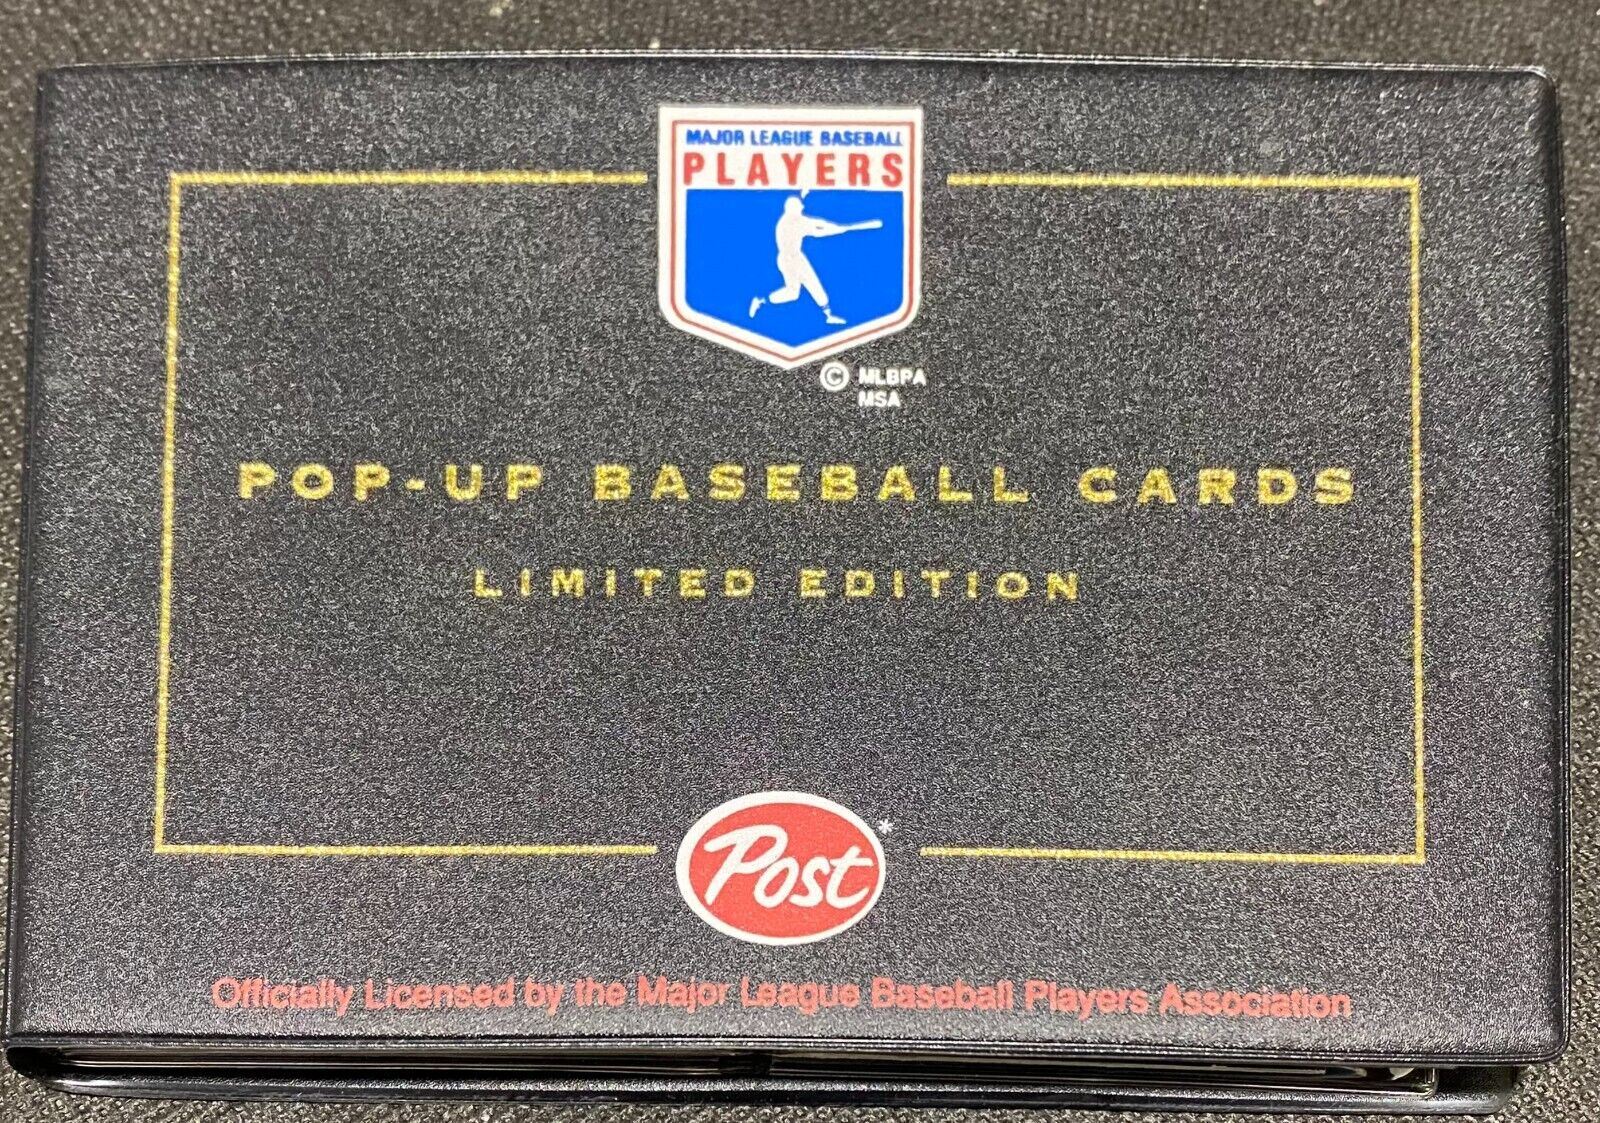 MAJOR LEAGUE BASEBALL
PLAYERS
© MLBPA
MSA
POP-UP BASEBALL CARDS
LIMITED EDITION
Post*
Officially Licensed by the Major League Baseball Players Association